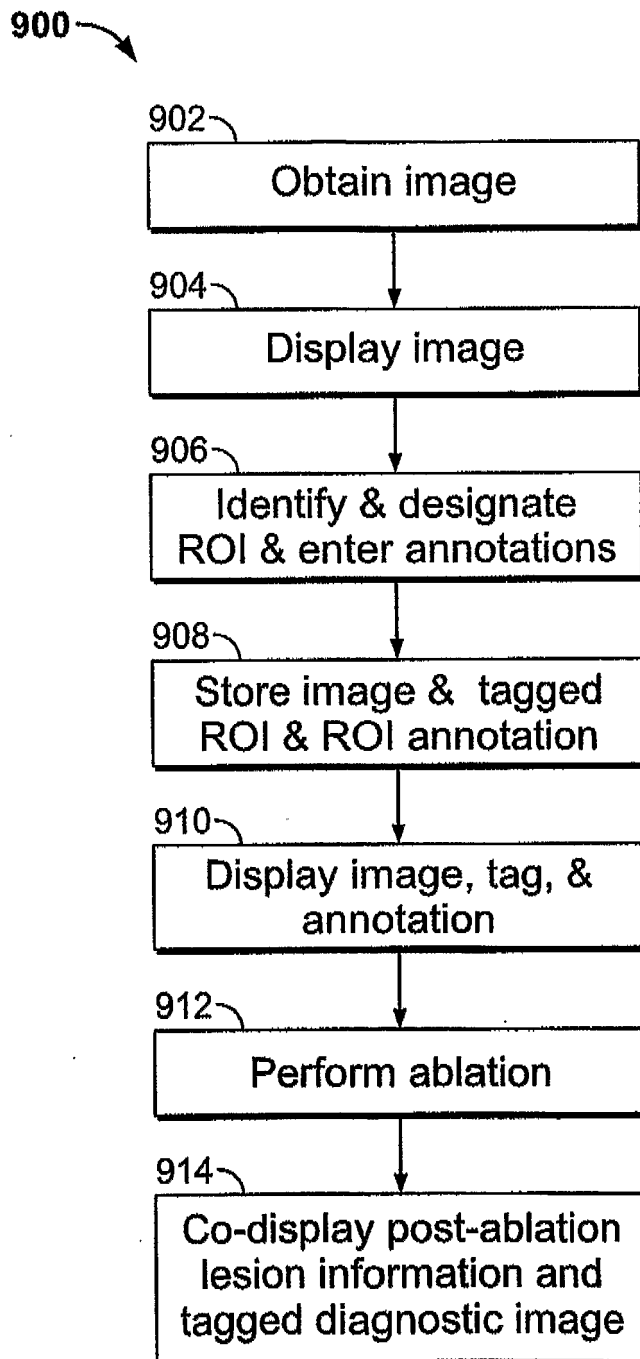 900
902
Obtain image
904
Display image
906
Identify & designate
ROI & enter annotations
908
Store image & tagged
ROI & ROI annotation
910
Display image, tag, &
annotation
912
Perform ablation
914
Co-display post-ablation
lesion information and
tagged diagnostic image